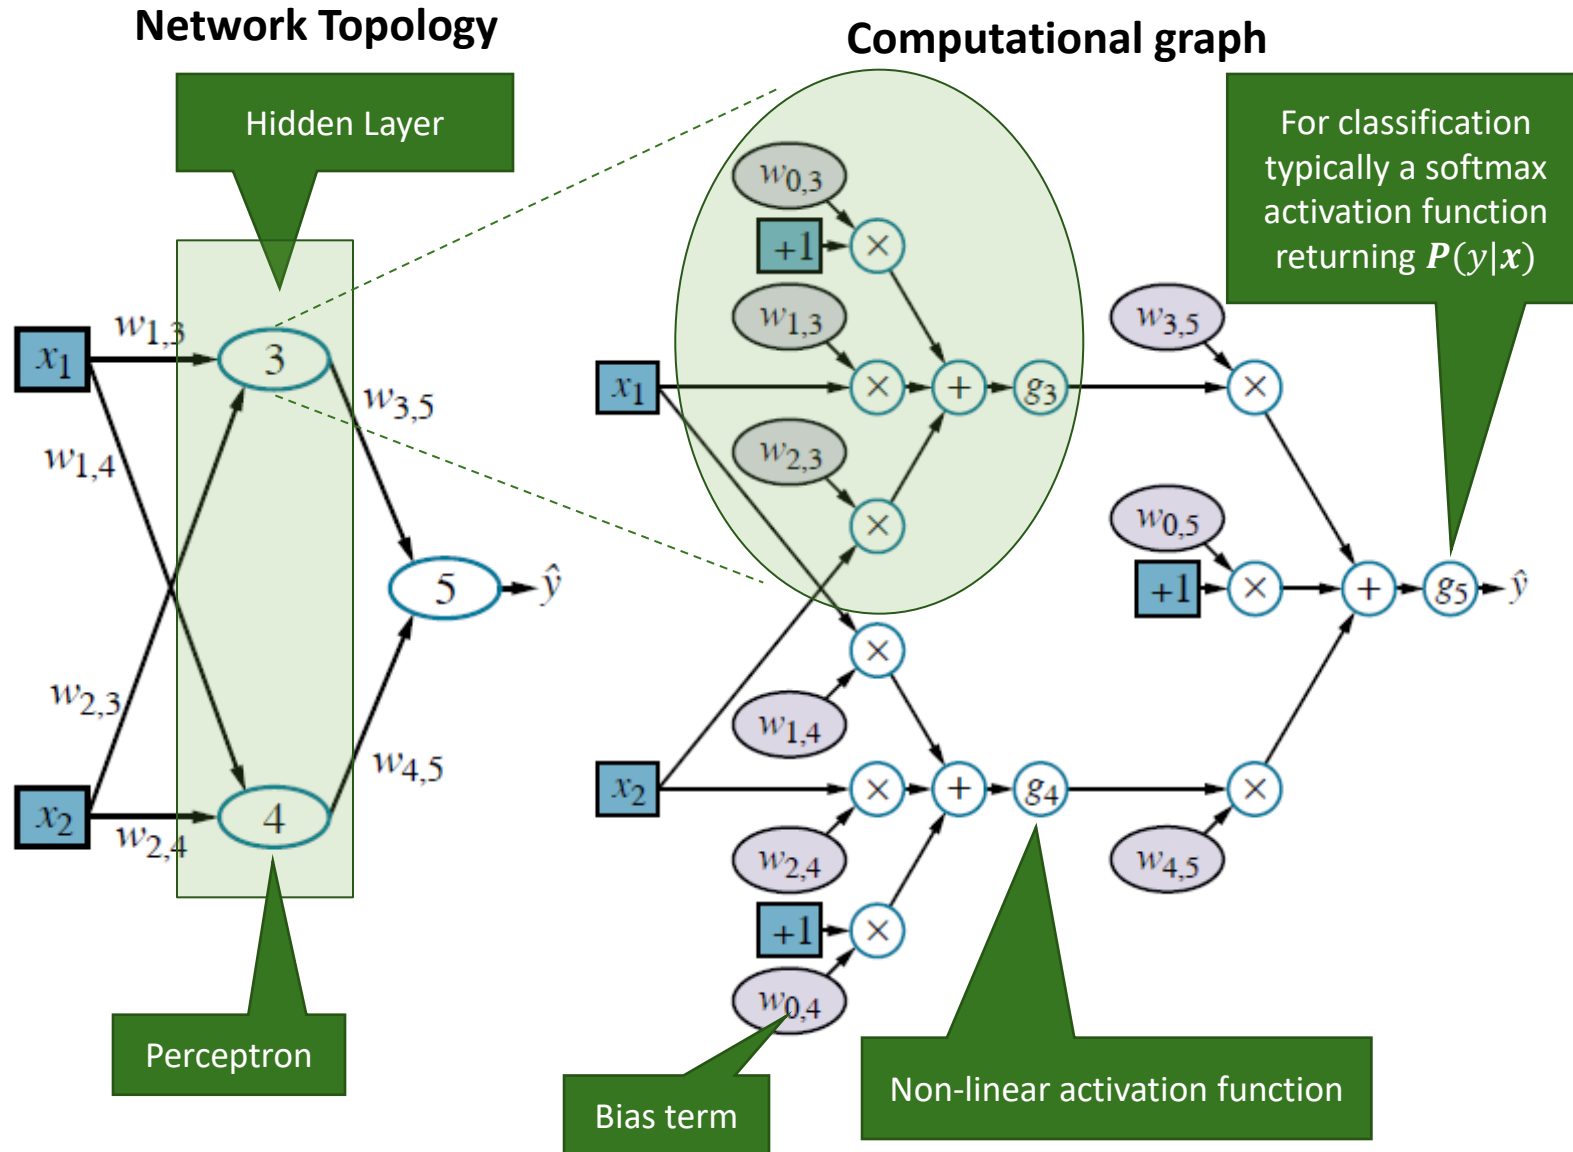 Network Topology
Hidden Layer
w1,3
x1
3
w3,5
w1,4
5
ŷ
w2,3
w4,5
x2
4
w2,4
Perceptron
Computational graph
For classification
typically a softmax
activation function
returning P(y|x)
w0,3
+1
×
w1,3
x1
×
+
g3
w2,3
×
×
w1,4
x2
×
+
g4
w2,4
+1
×
w0,4
Bias term
Non-linear activation function
w3,5
×
w0,5
+1
×
+
g5
ŷ
×
w4,5